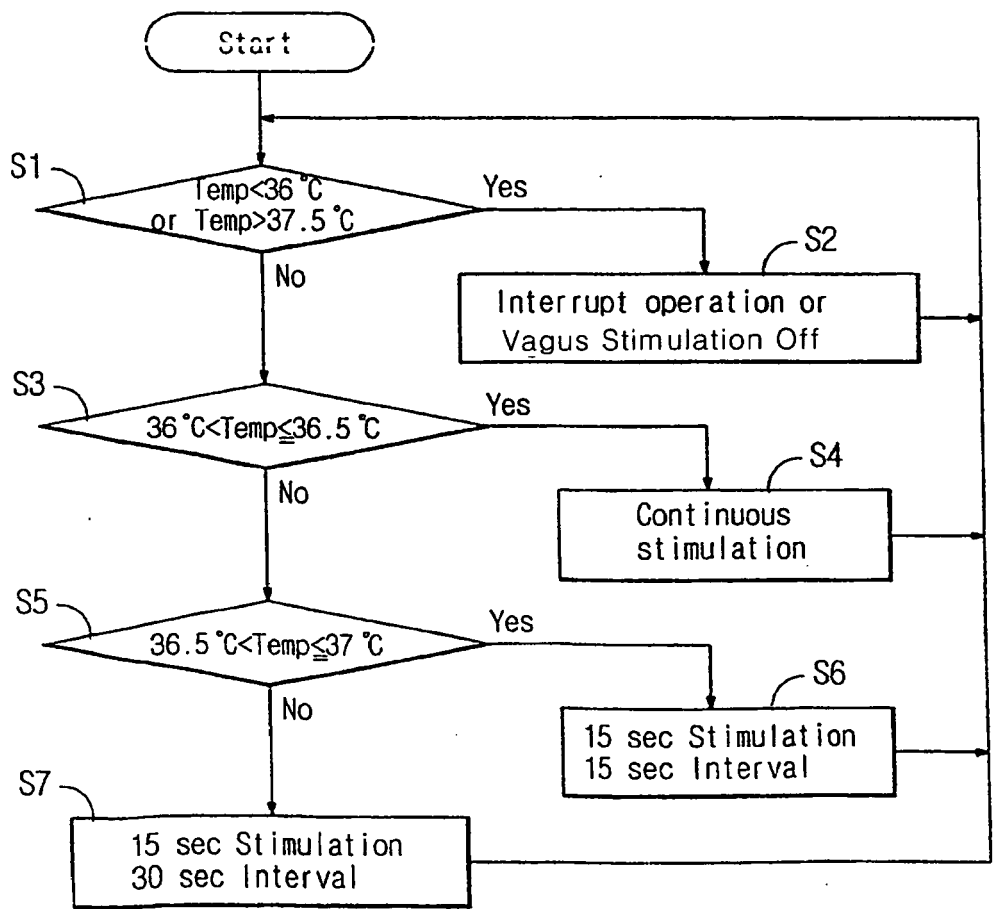 Start
S1
Temp<36°C
or Temp>37.5°C
Yes
No
S2
Interrupt operation or
Vagus Stimulation Off
S3
36°C<Temp≦36.5°C
Yes
No
S4
Continuous
stimulation
S5
36.5°C<Temp≦37°C
Yes
No
S6
15 sec Stimulation
15 sec Interval
S7
15 sec Stimulation
30 sec Interval